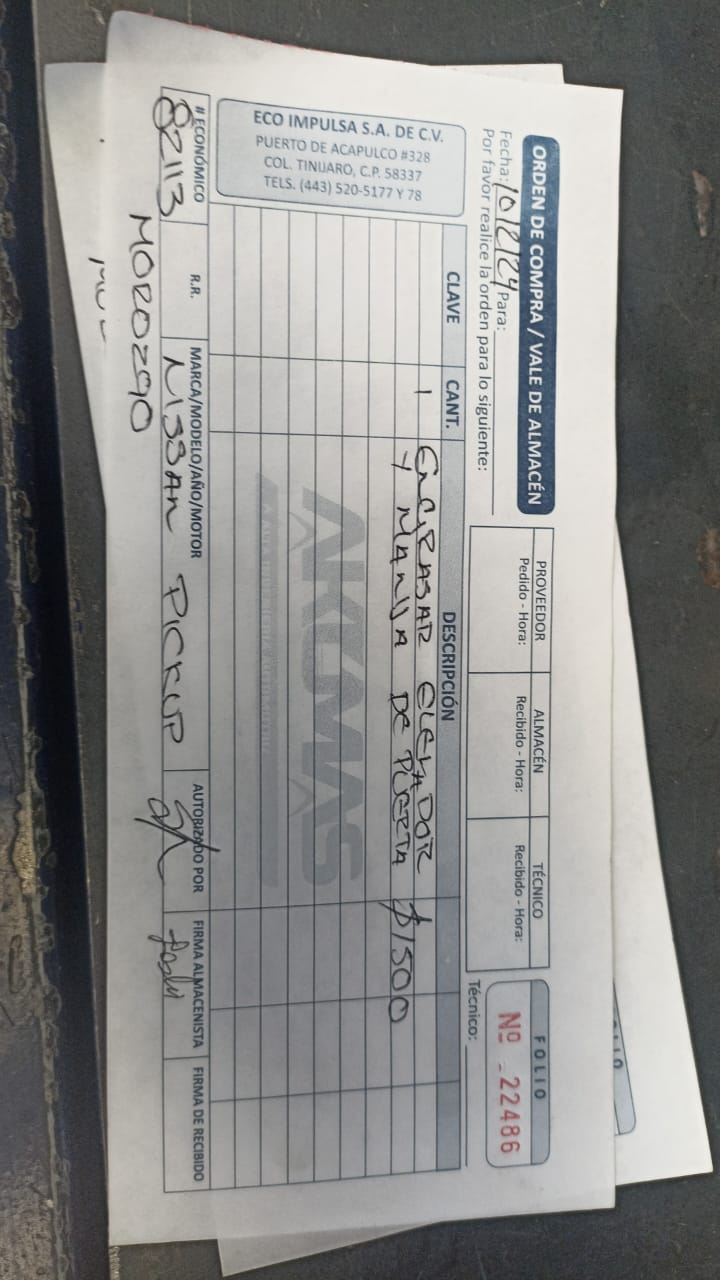 ORDEN DE COMPRA / VALE DE ALMACÉN
Fecha: 10/2/24 Para:
Por favor realice la orden para lo siguiente:
PROVEEDOR
Pedido - Hora:
ALMACÉN
Recibido - Hora:
TÉCNICO
Recibido - Hora:
FOLIO
Nº 22486
Técnico:
ECO IMPULSA S.A. DE C.V.
PUERTO DE ACAPULCO #328
COL. TINIJARO, C.P. 58337
TELS. (443) 520-5177 Y 78
CLAVE CANT. DESCRIPCIÓN
1 ENGRASAR ELEVADOR
Y MANIJA DE PUERTA $1500
AKUMAS
# ECONÓMICO R.R. MARCA/MODELO/AÑO/MOTOR AUTORIZADO POR FIRMA ALMACENISTA FIRMA DE RECIBIDO
82113 NISSAN PICKUP
MOR0290